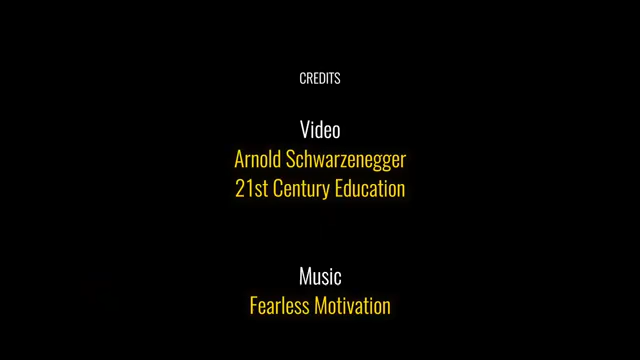 CREDITS
Video
Arnold Schwarzenegger
21st Century Education
Music
Fearless Motivation